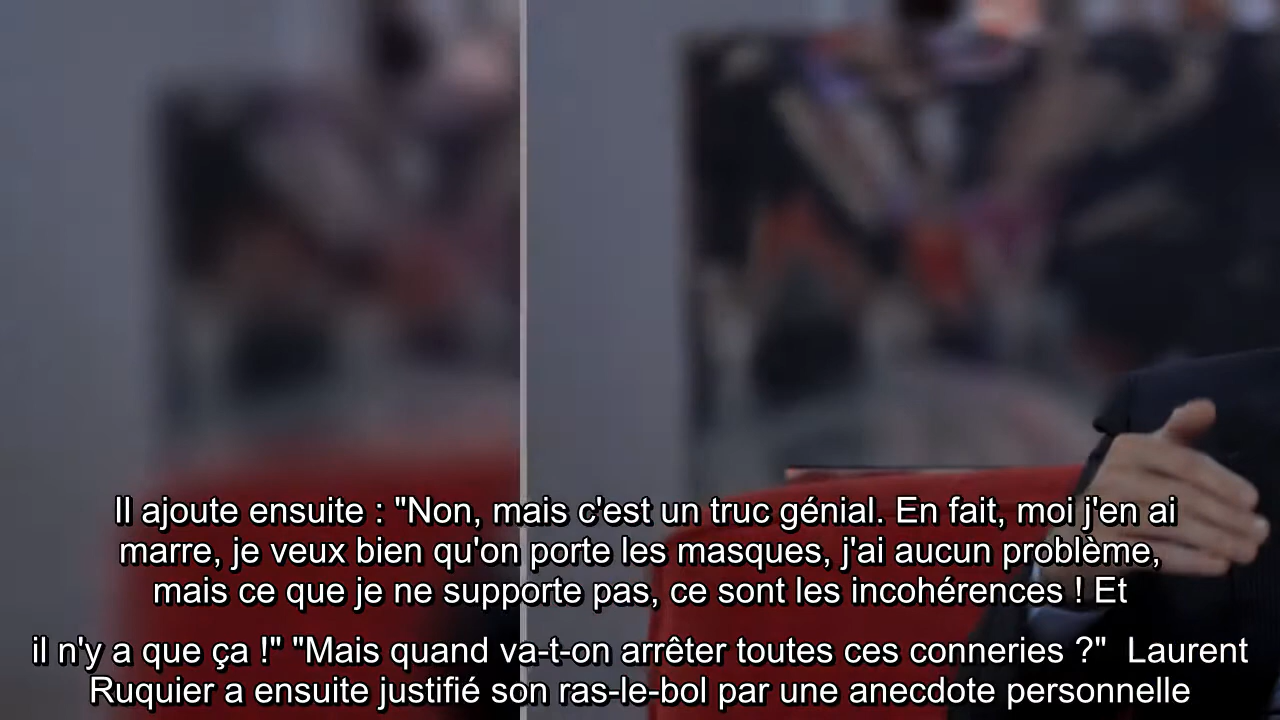 Il ajoute ensuite : "Non, mais c'est un truc génial. En fait, moi j'en ai
marre, je veux bien qu'on porte les masques, j'ai aucun problème,
mais ce que je ne supporte pas, ce sont les incohérences ! Et
il n'y a que ça !" "Mais quand va-t-on arrêter toutes ces conneries ?"  Laurent
Ruquier a ensuite justifié son ras-le-bol par une anecdote personnelle